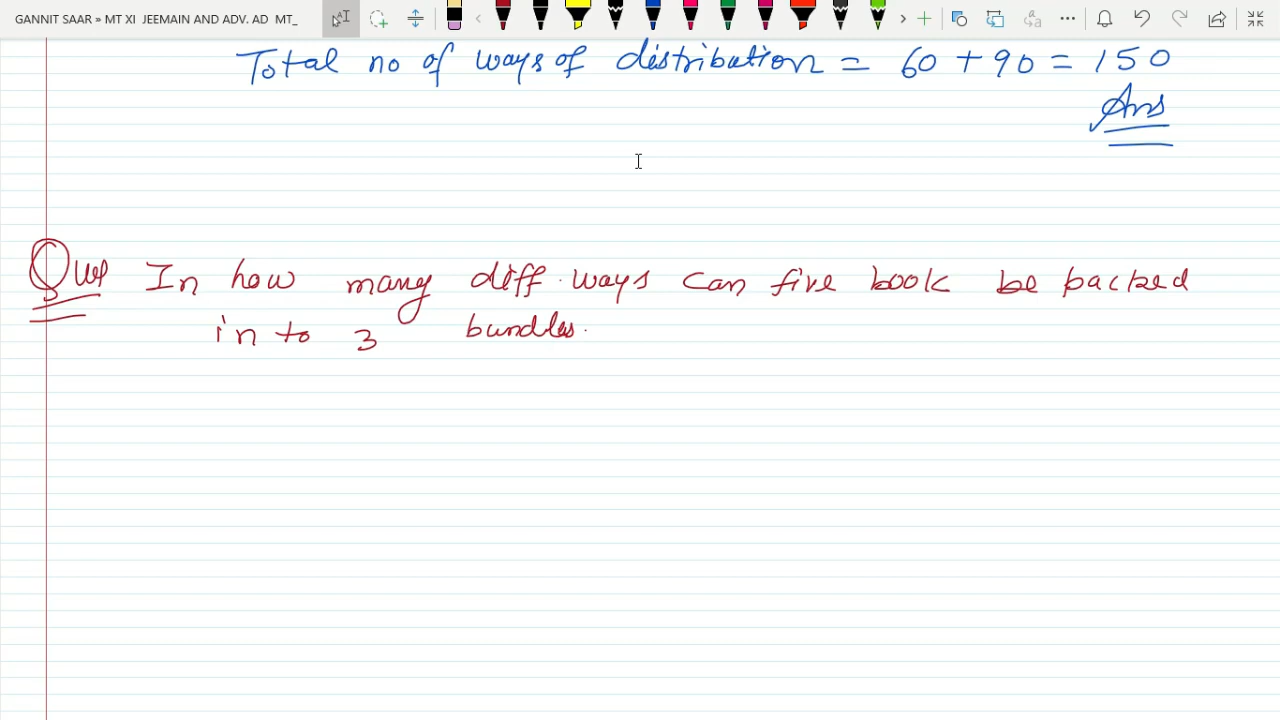 GANNIT SAAR » MT XI JEEMAIN AND ADV. AD MT_
Total no of ways of distribution = 60 + 90 = 150
Ans
Que In how many diff. ways can five book be packed
in to 3 bundles.